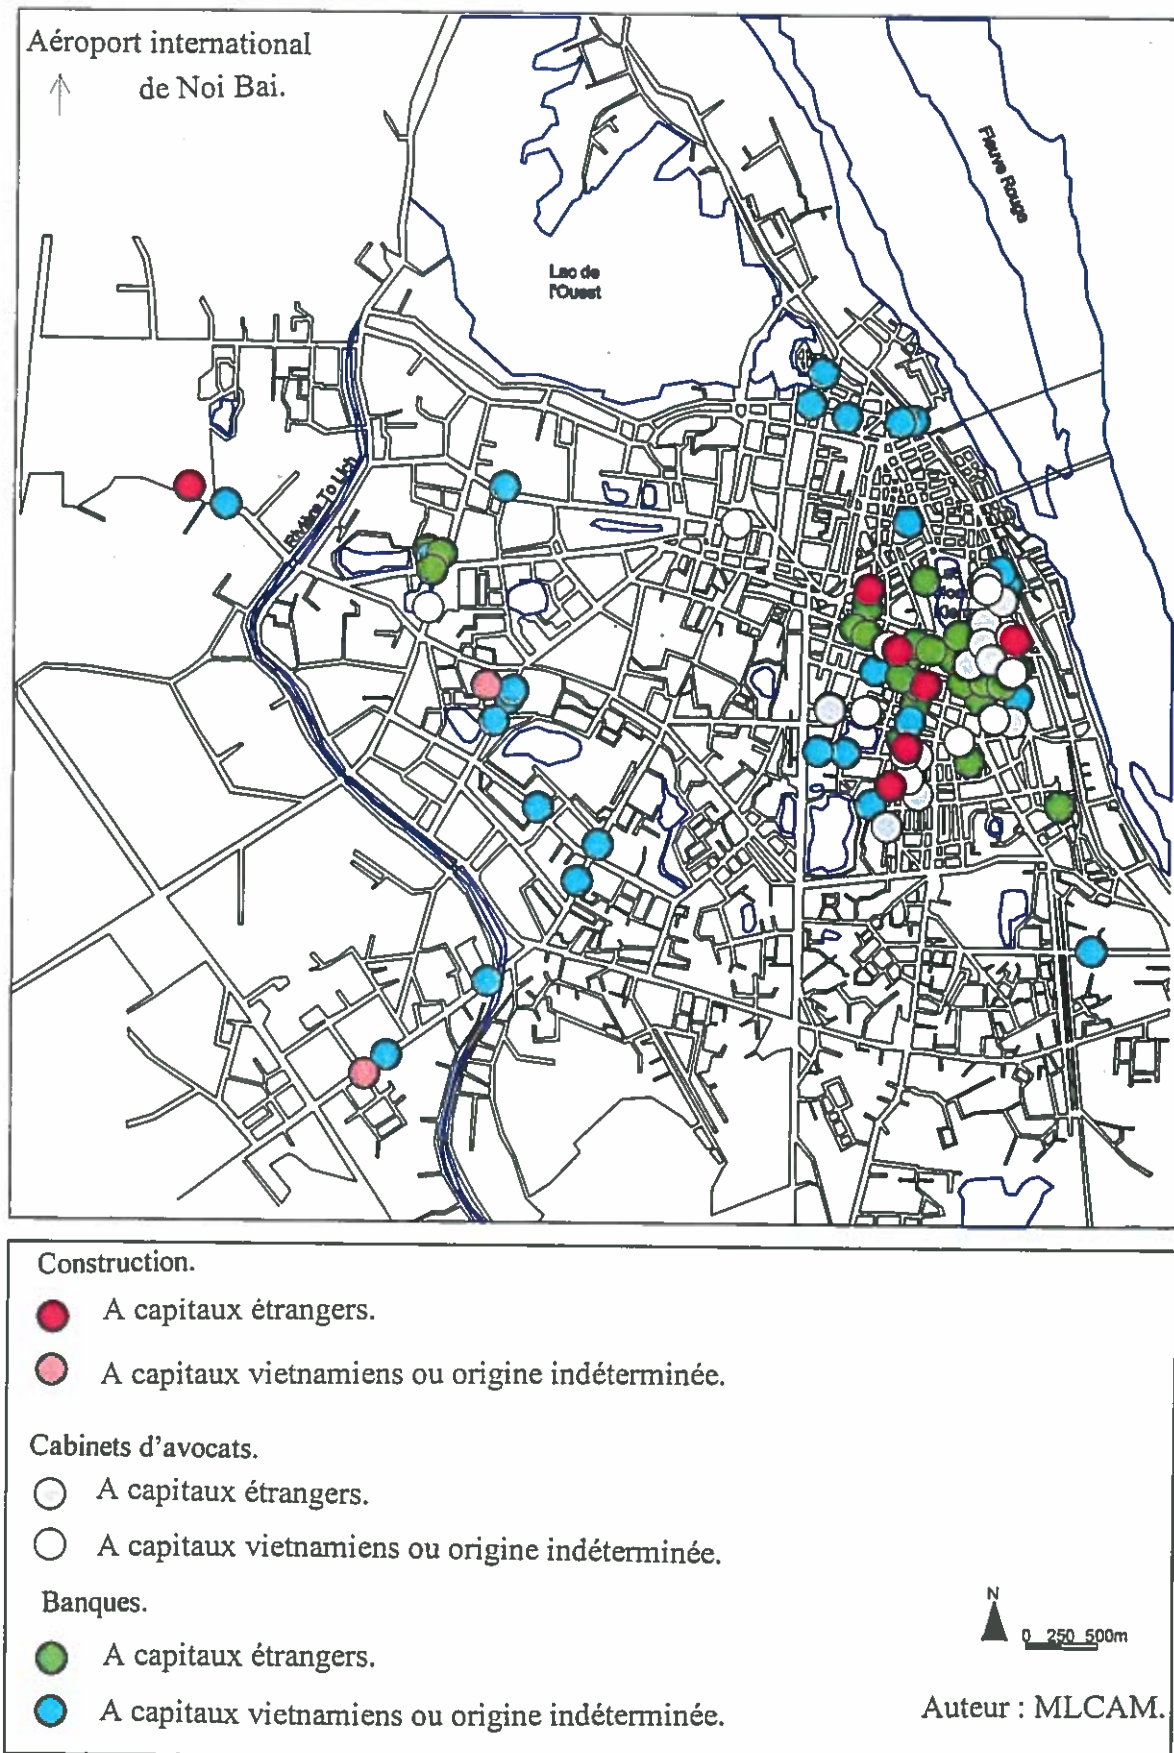 Aéroport international
de Noi Bai.
Fleuve Rouge
Lac de
l'Ouest
Rivière To Lich
Construction.
A capitaux étrangers.
A capitaux vietnamiens ou origine indéterminée.
Cabinets d'avocats.
A capitaux étrangers.
A capitaux vietnamiens ou origine indéterminée.
Banques.
A capitaux étrangers.
A capitaux vietnamiens ou origine indéterminée.
N
0 250 500m
Auteur : MLCAM.